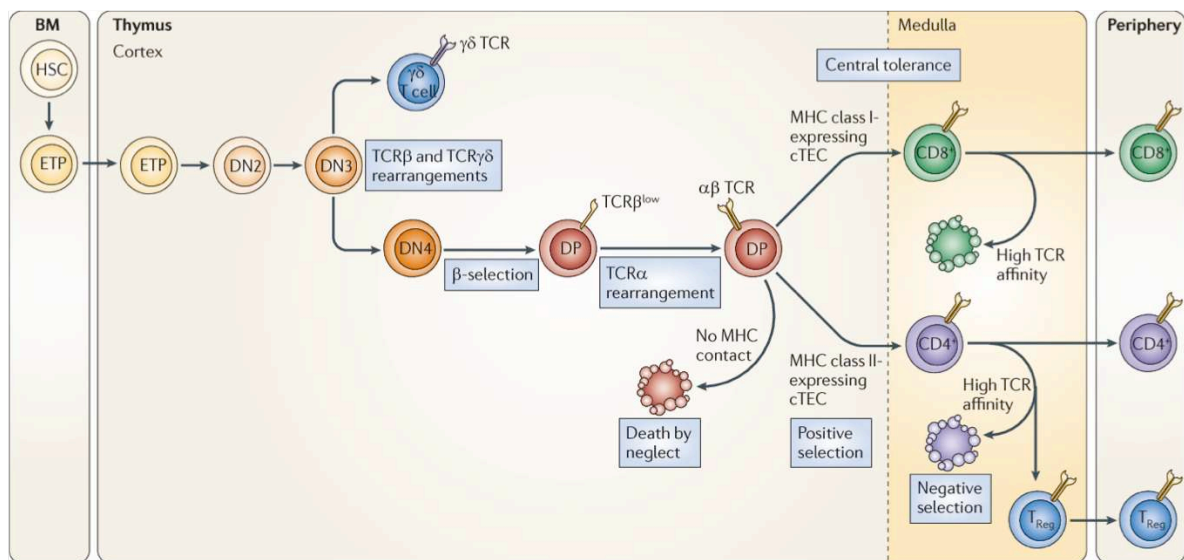 BM
Thymus
Cortex
Medulla
Periphery
HSC
ETP
ETP
DN2
DN3
γδ
T cell
γδ TCR
TCRβ and TCRγδ
rearrangements
DN4
β-selection
DP
TCRβˡᵒʷ
TCRα
rearrangement
αβ TCR
DP
No MHC
contact
Death by
neglect
MHC class I-
expressing
cTEC
MHC class II-
expressing
cTEC
Positive
selection
Central tolerance
CD8⁺
High TCR
affinity
CD4⁺
High TCR
affinity
Negative
selection
TReg
CD8⁺
CD4⁺
TReg